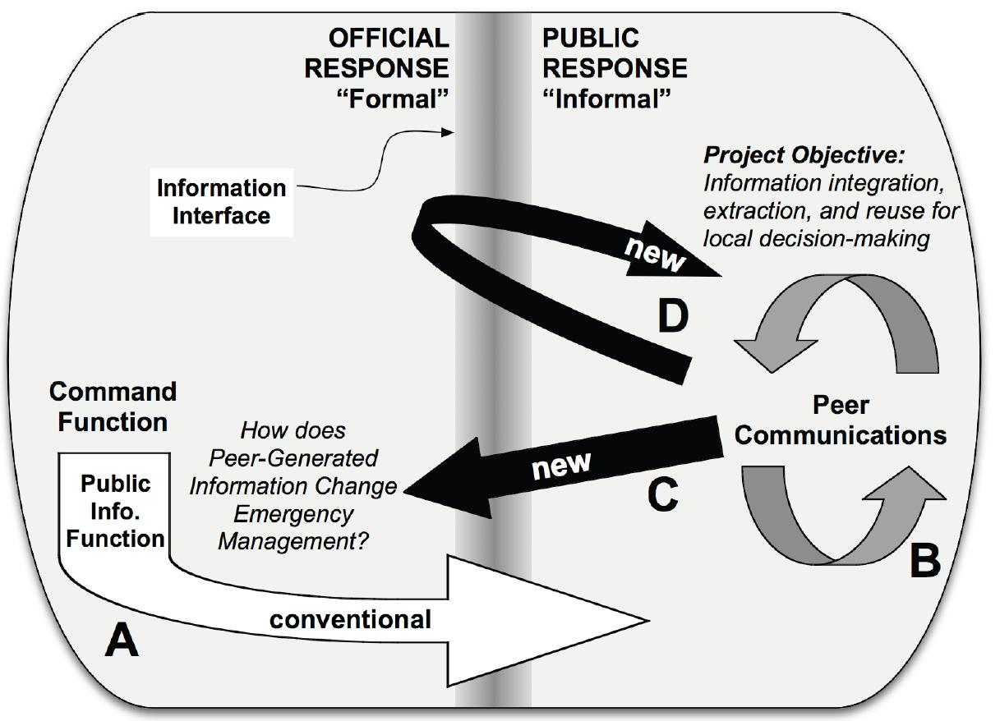 OFFICIAL
RESPONSE
“Formal”
PUBLIC
RESPONSE
“Informal”
Information
Interface
Project Objective:
Information integration,
extraction, and reuse for
local decision-making
new
D
Command
Function
Public
Info.
Function
How does
Peer-Generated
Information Change
Emergency
Management?
new
C
Peer
Communications
B
conventional
A